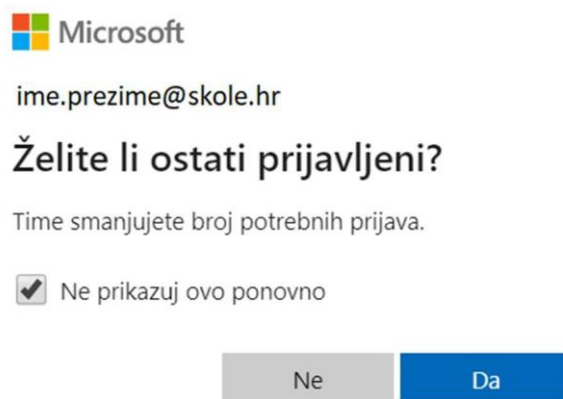 Microsoft
ime.prezime@skole.hr
Želite li ostati prijavljeni?
Time smanjujete broj potrebnih prijava.
Ne prikazuj ovo ponovno
Ne
Da